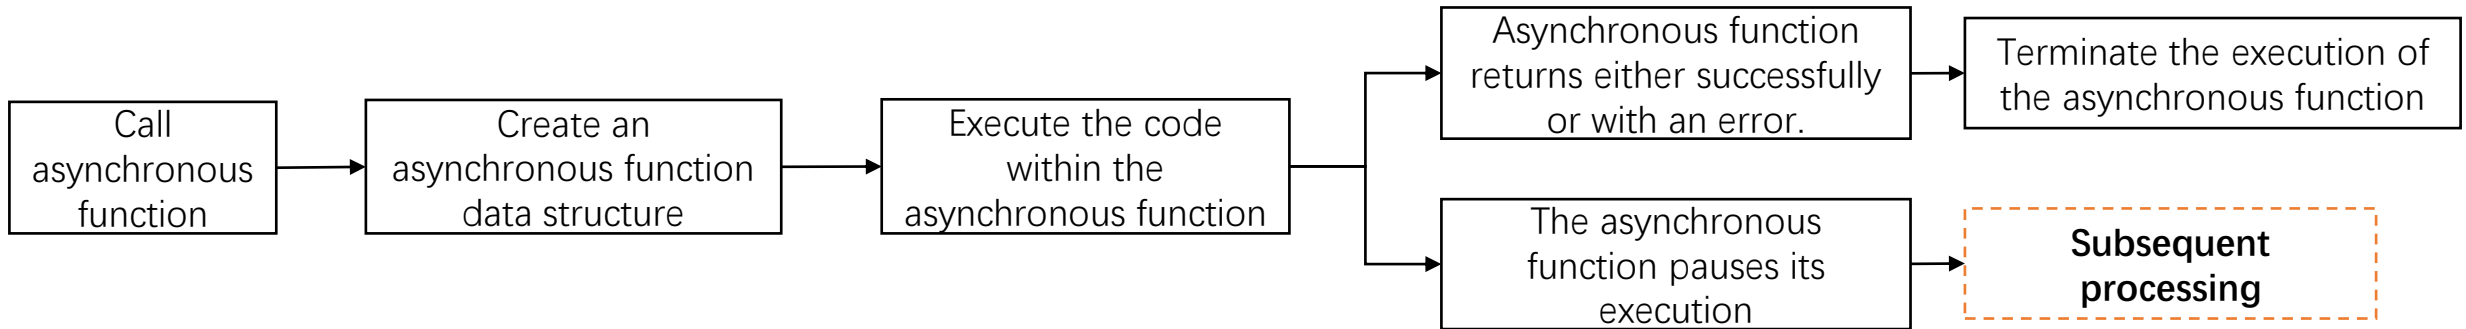 Call
asynchronous
function
Create an
asynchronous function
data structure
Execute the code
within the
asynchronous function
Asynchronous function
returns either successfully
or with an error.
Terminate the execution of
the asynchronous function
The asynchronous
function pauses its
execution
Subsequent
processing